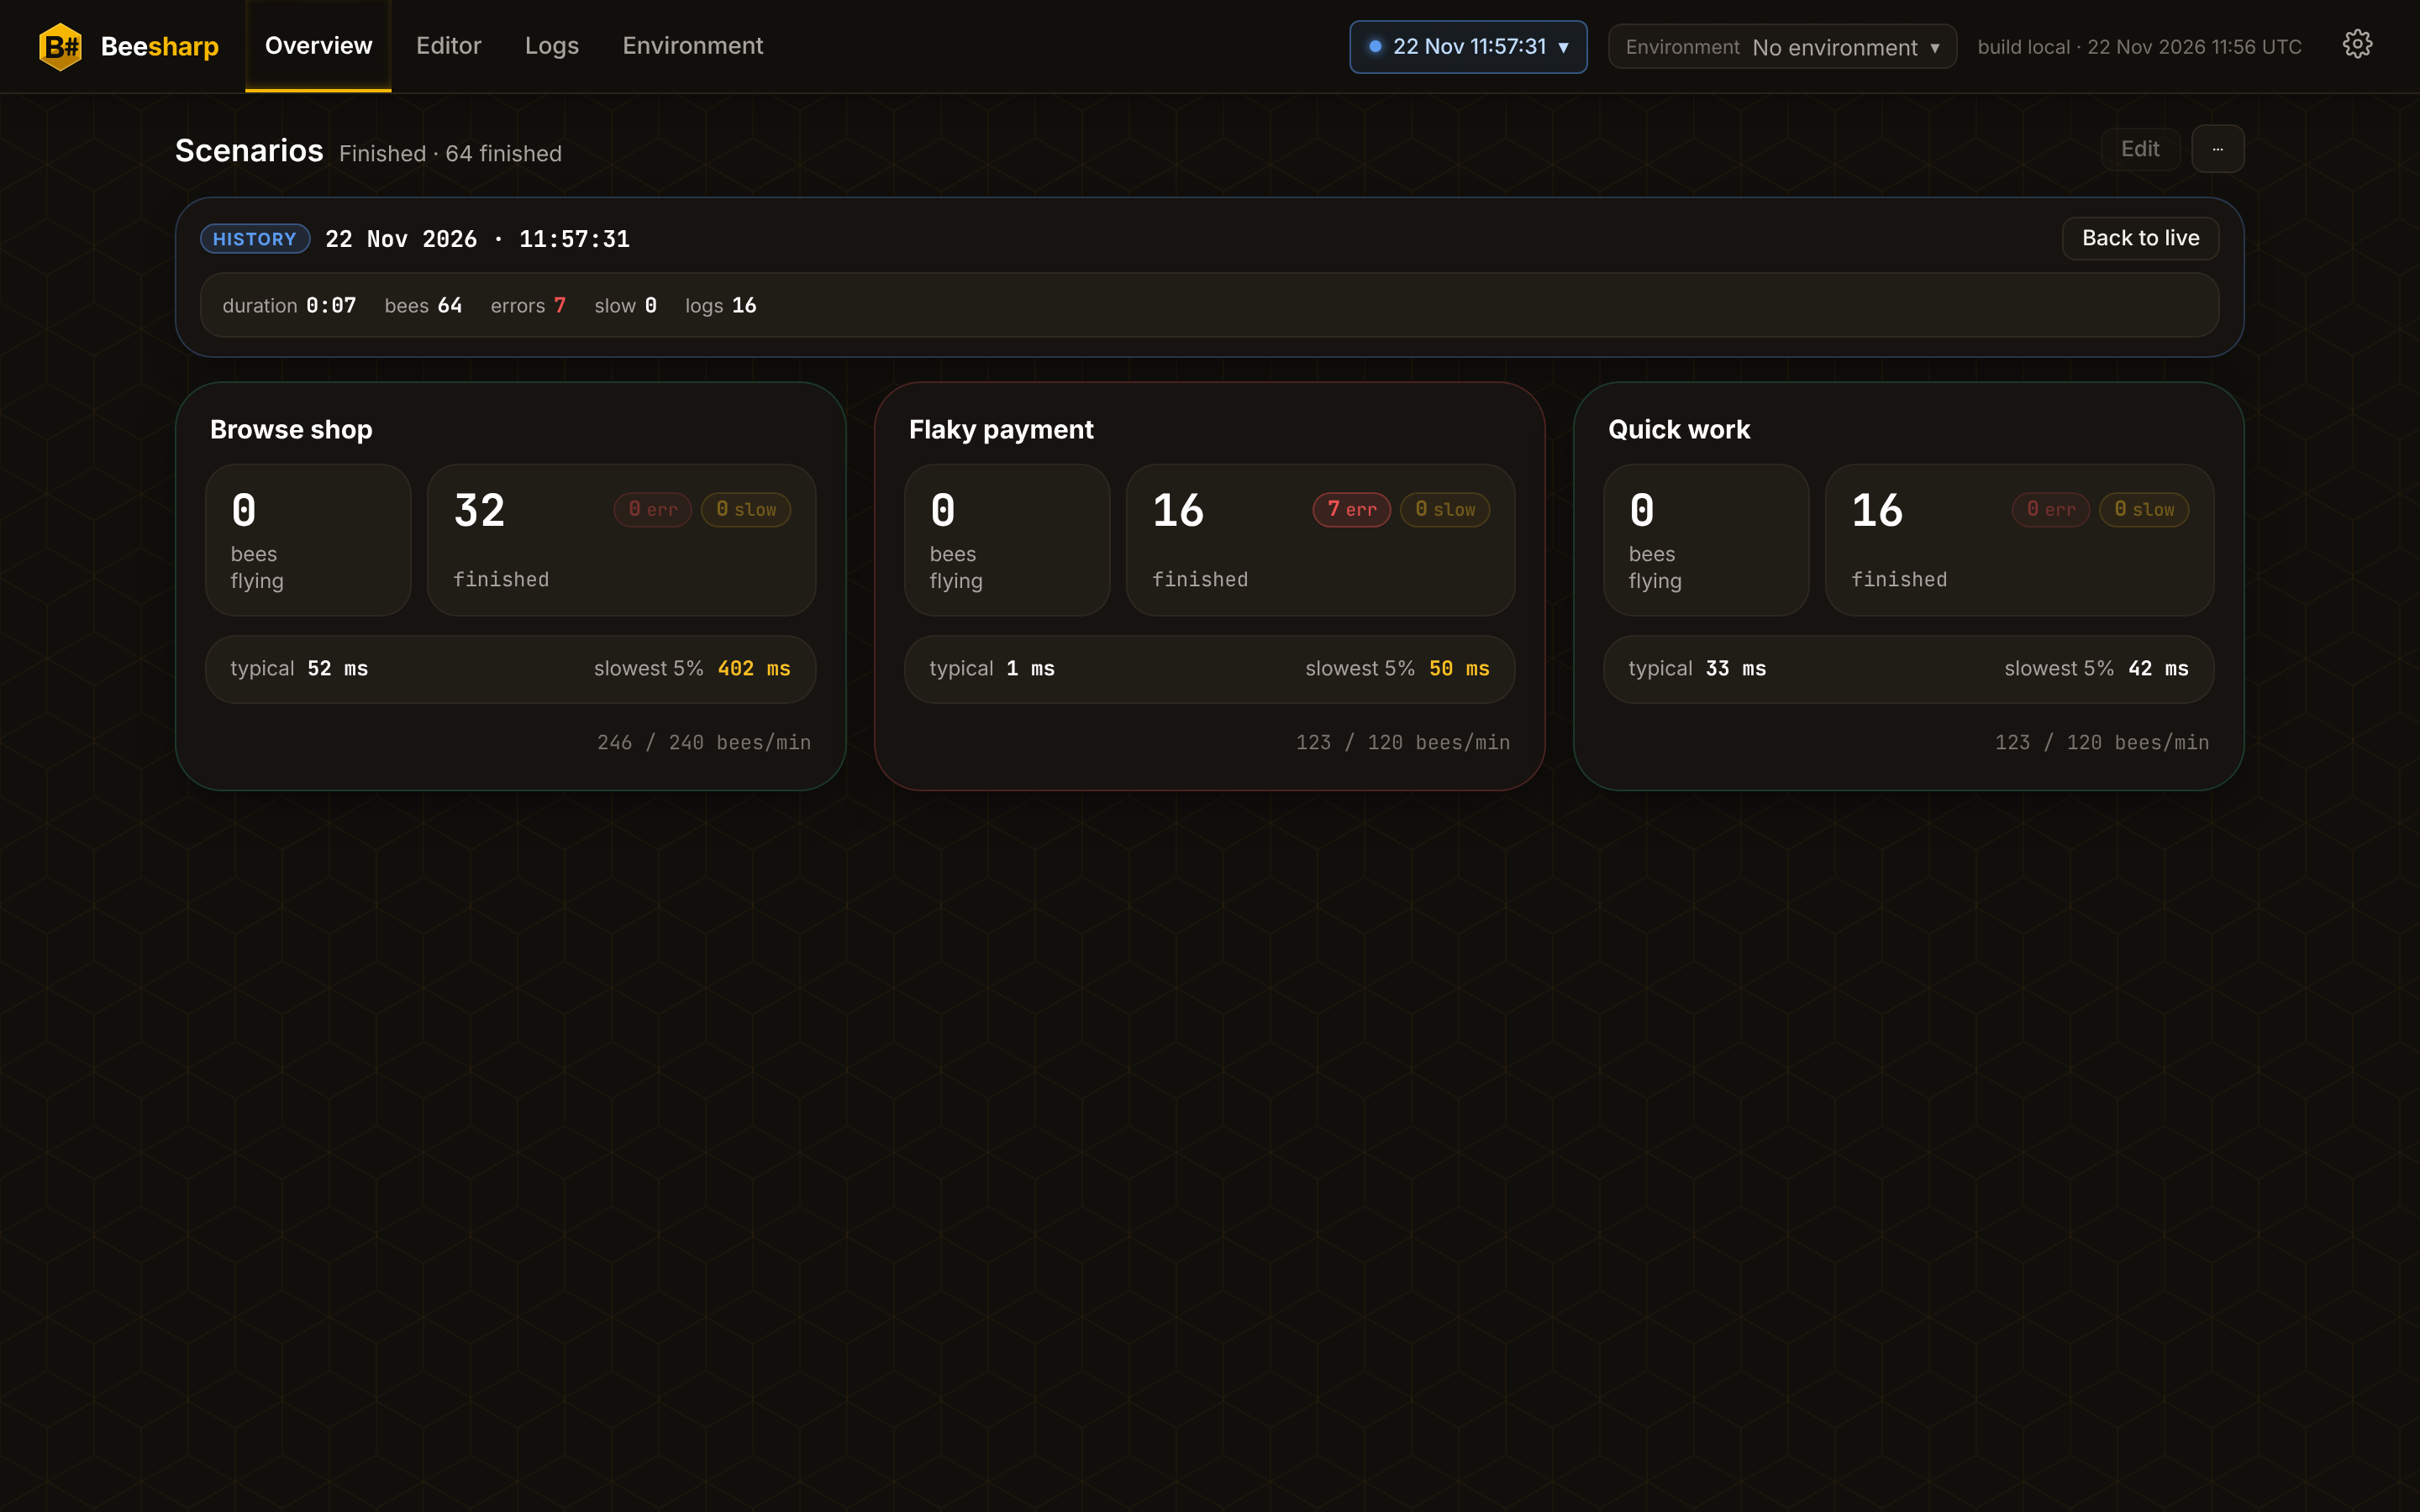 B# Beesharp Overview Editor Logs Environment 22 Nov 11:57:31 ▾ Environment No environment ▾ build local · 22 Nov 2026 11:56 UTC
Scenarios Finished · 64 finished Edit ...
HISTORY 22 Nov 2026 · 11:57:31 Back to live
duration 0:07 bees 64 errors 7 slow 0 logs 16
Browse shop
0
bees
flying
32 0 err 0 slow
finished
typical 52 ms slowest 5% 402 ms
246 / 240 bees/min
Flaky payment
0
bees
flying
16 7 err 0 slow
finished
typical 1 ms slowest 5% 50 ms
123 / 120 bees/min
Quick work
0
bees
flying
16 0 err 0 slow
finished
typical 33 ms slowest 5% 42 ms
123 / 120 bees/min